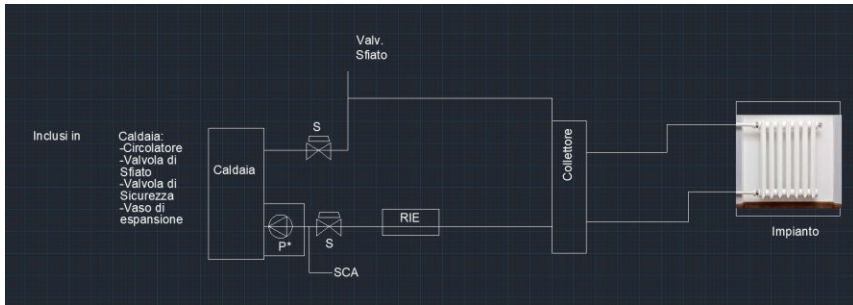 Valv.
Sfiato
Inclusi in
Caldaia:
-Circolatore
-Valvola di
Sfiato
-Valvola di
Sicurezza
-Vaso di
espansione
Caldaia
S
P*
S
SCA
RIE
Collettore
Impianto